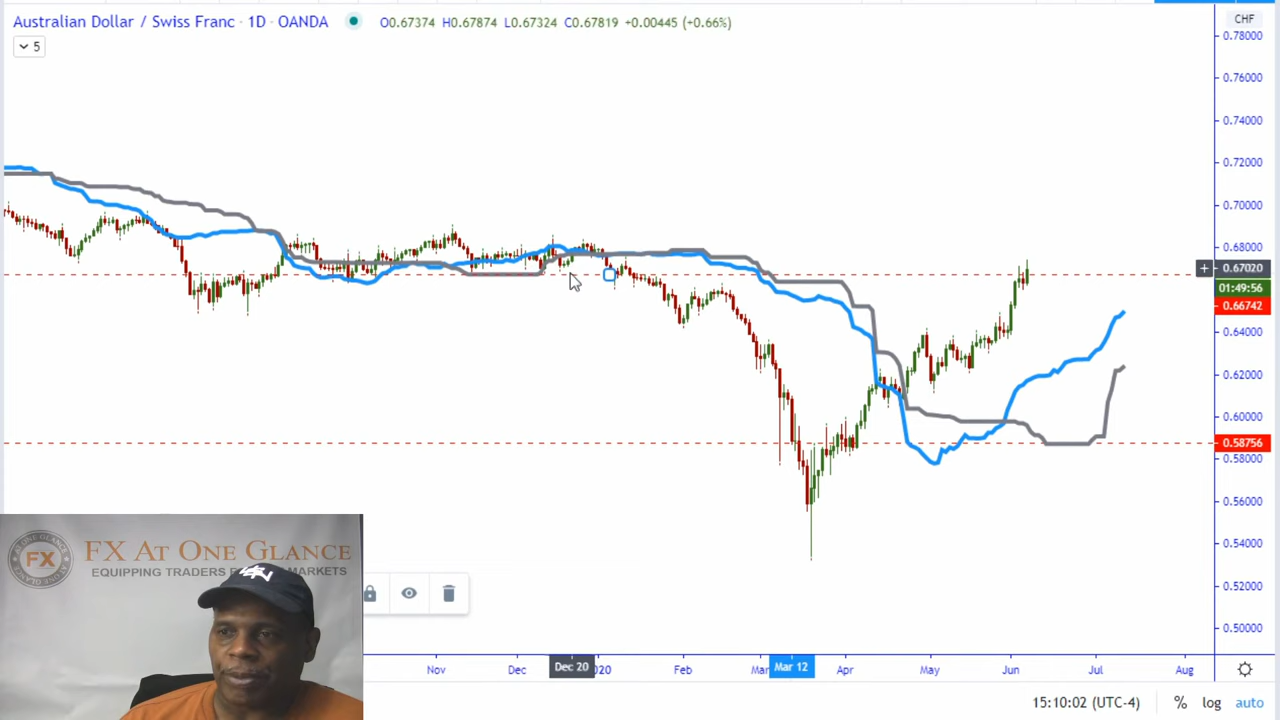 Australian Dollar / Swiss Franc · 1D · OANDA O0.67374 H0.67874 L0.67324 C0.67819 +0.00445 (+0.66%)
CHF
5
0.78000
0.76000
0.74000
0.72000
0.70000
0.68000
0.67020
01:49:56
0.66742
0.64000
0.62000
0.60000
0.58756
0.58000
0.56000
0.54000
0.52000
0.50000
FX
AT ONE GLANCE
FX AT ONE GLANCE
EQUIPPING TRADERS MARKETS
Nov Dec Dec 20 Feb Mar 12 Apr May Jun Jul Aug
15:10:02 (UTC-4) % log auto